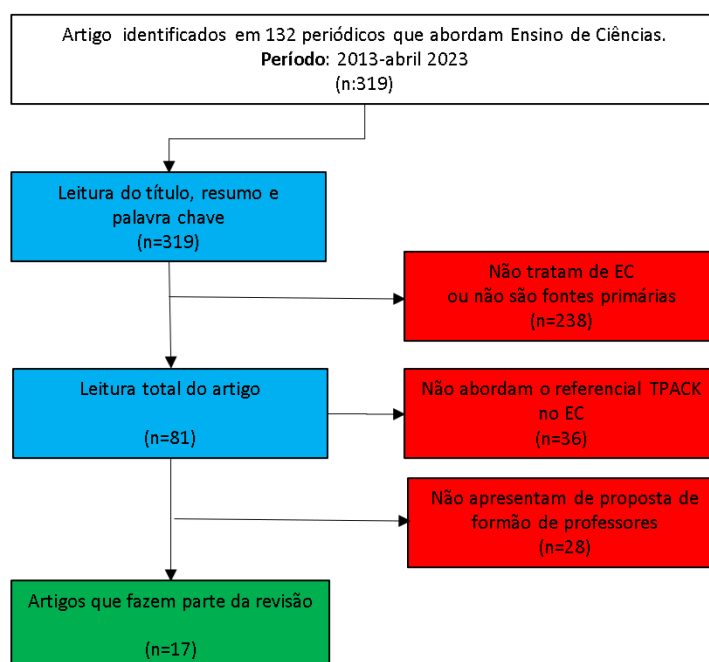 Artigo identificados em 132 periódicos que abordam Ensino de Ciências.
Período: 2013-abril 2023
(n:319)
Leitura do título, resumo e
palavra chave
(n=319)
Não tratam de EC
ou não são fontes primárias
(n=238)
Leitura total do artigo
(n=81)
Não abordam o referencial TPACK
no EC
(n=36)
Não apresentam de proposta de
formão de professores
(n=28)
Artigos que fazem parte da revisão
(n=17)